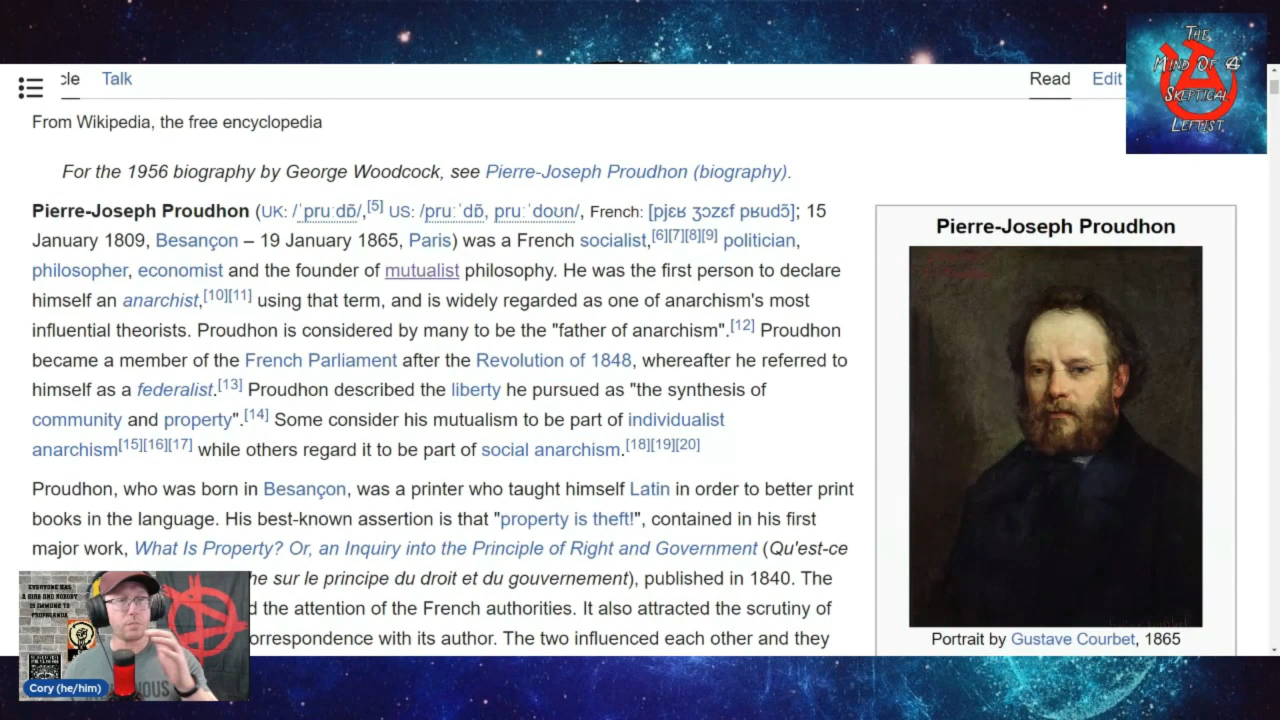 cle Talk Read Edit
THE
MIND OF A
SKEPTICAL
LEFTIST
From Wikipedia, the free encyclopedia
For the 1956 biography by George Woodcock, see Pierre-Joseph Proudhon (biography).
Pierre-Joseph Proudhon (UK: /ˈpruːdɒ̃/,[5] US: /pruːˈdɒ̃, pruːˈdoʊn/, French: [pjɛʁ ʒozɛf pʁudɔ̃]; 15
January 1809, Besançon – 19 January 1865, Paris) was a French socialist,[6][7][8][9] politician,
philosopher, economist and the founder of mutualist philosophy. He was the first person to declare
himself an anarchist,[10][11] using that term, and is widely regarded as one of anarchism's most
influential theorists. Proudhon is considered by many to be the "father of anarchism".[12] Proudhon
became a member of the French Parliament after the Revolution of 1848, whereafter he referred to
himself as a federalist.[13] Proudhon described the liberty he pursued as "the synthesis of
community and property".[14] Some consider his mutualism to be part of individualist
anarchism[15][16][17] while others regard it to be part of social anarchism.[18][19][20]
Proudhon, who was born in Besançon, was a printer who taught himself Latin in order to better print
books in the language. His best-known assertion is that "property is theft!", contained in his first
major work, What Is Property? Or, an Inquiry into the Principle of Right and Government (Qu'est-ce
he sur le principe du droit et du gouvernement), published in 1840. The
d the attention of the French authorities. It also attracted the scrutiny of
orrespondence with its author. The two influenced each other and they
Pierre-Joseph Proudhon
Portrait by Gustave Courbet, 1865
EVERYONE HAS
A BIAS AND NOBODY
IS IMMUNE TO
PROPAGANDA
Cory (he/him)